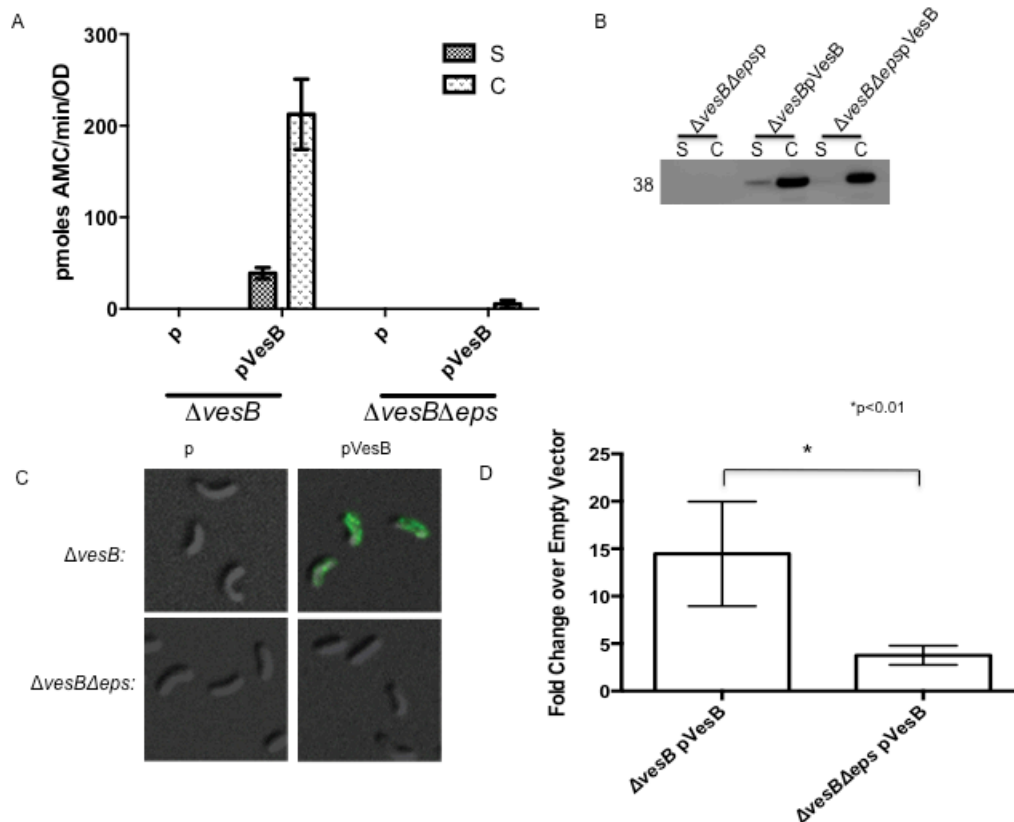 A
300
200
100
0
pmoles AMC/min/OD
S
C
p
pVesB
p
pVesB
ΔvesB
ΔvesBΔeps
B
ΔvesBΔepsp
ΔvesBpVesB
ΔvesBΔepspVesB
S C S C S C
38
C
p
pVesB
ΔvesB:
ΔvesBΔeps:
D
*p<0.01
*
25
20
15
10
5
0
Fold Change over Empty Vector
ΔvesB pVesB
ΔvesBΔeps pVesB